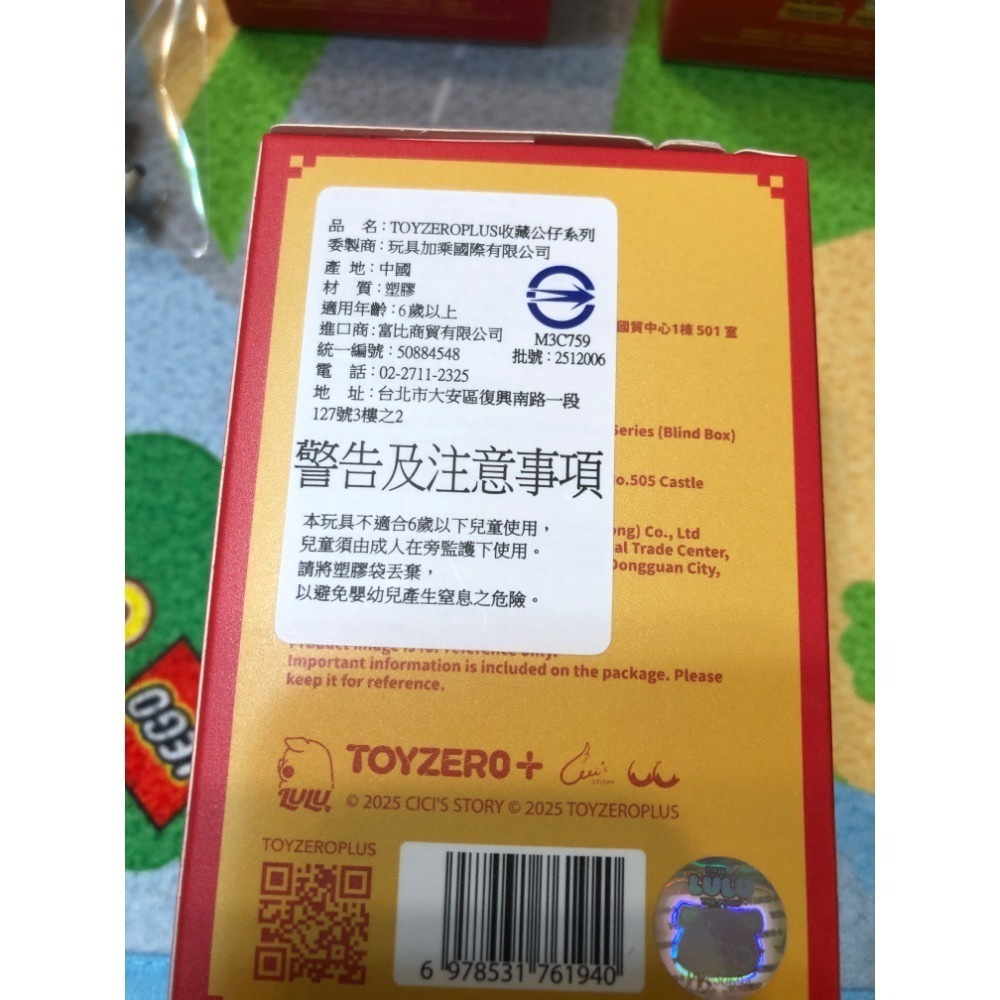 品　名：TOYZEROPLUS收藏公仔系列
委製商：玩具加乘國際有限公司
產 地：中國
材　質：塑膠
適用年齡：6歲以上
進口商：富比商貿有限公司
統一編號：50884548
電　話：02-2711-2325
地　址：台北市大安區復興南路一段
127號3樓之2
M3C759
批號：2512006
警告及注意事項
本玩具不適合6歲以下兒童使用，
兒童須由成人在旁監護下使用。
請將塑膠袋丟棄，
以避免嬰幼兒產生窒息之危險。
國貿中心1棟 501 室
Series (Blind Box)
o.505 Castle
ong) Co., Ltd
al Trade Center,
Dongguan City,
Product image is for reference only.
Important information is included on the package. Please
keep it for reference.
LULU
TOYZERO+
© 2025 CICI'S STORY © 2025 TOYZEROPLUS
TOYZEROPLUS
6 978531 761940
LULU
LEGO